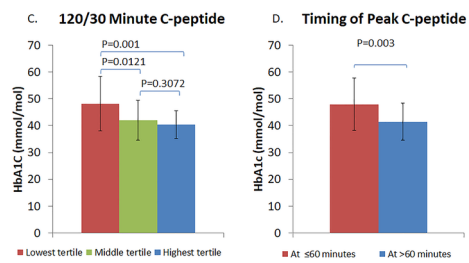 C. 120/30 Minute C-peptide
HbA1C (mmol/mol)
70
60
50
40
30
20
10
0
P=0.001
P=0.0121
P=0.3072
Lowest tertile Middle tertile Highest tertile
D. Timing of Peak C-peptide
HbA1c (mmol/mol)
70
60
50
40
30
20
10
0
P=0.003
At ≤60 minutes At >60 minutes